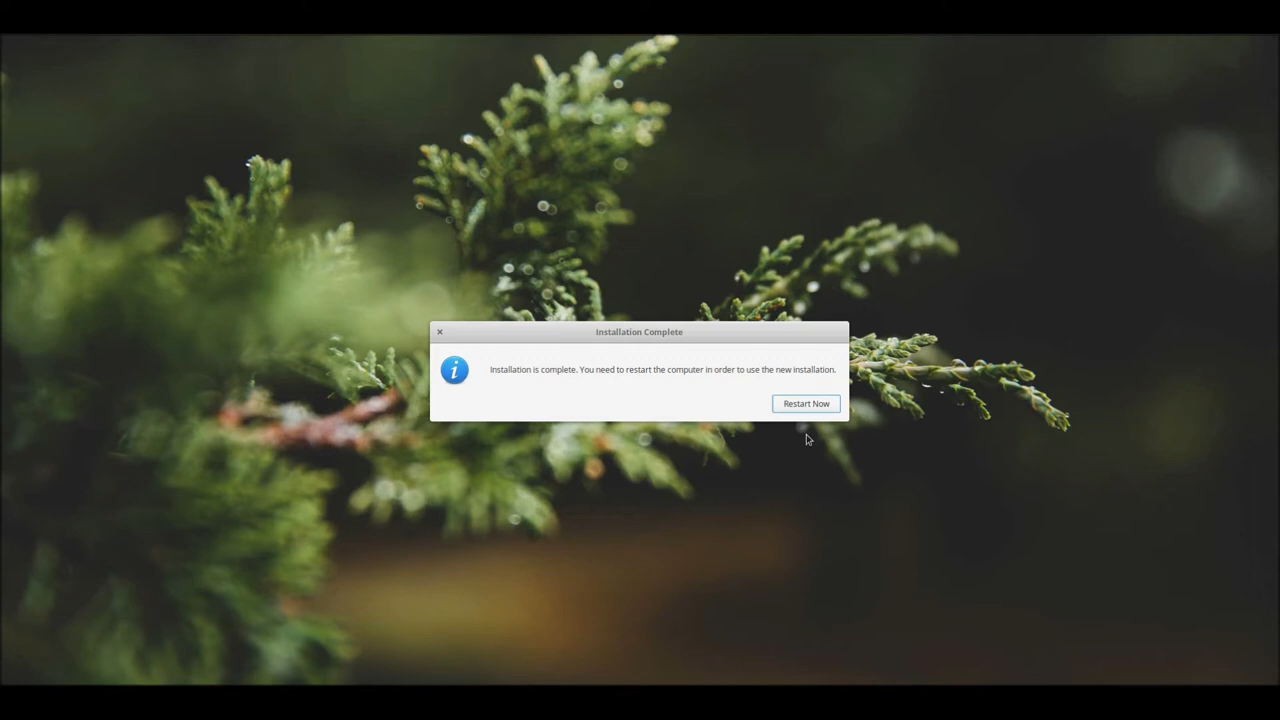 Installation Complete
Installation is complete. You need to restart the computer in order to use the new installation.
Restart Now